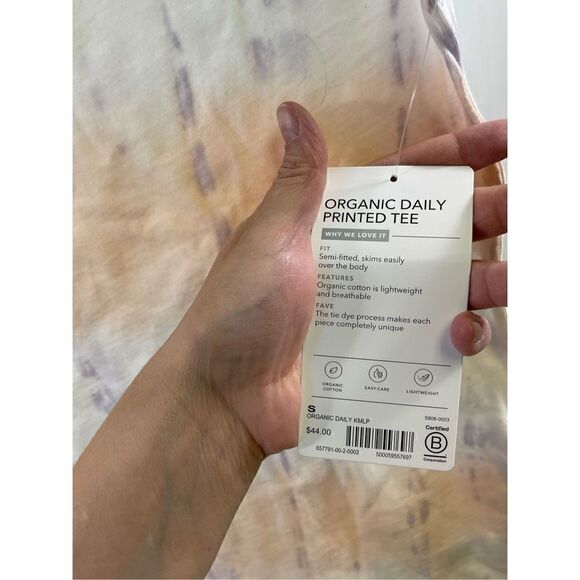 ORGANIC DAILY
PRINTED TEE
WHY WE LOVE IT
FIT
Semi-fitted, skims easily
over the body
FEATURES
Organic cotton is lightweight
and breathable
FAVE
The tie dye process makes each
piece completely unique
ORGANIC
COTTON
EASY-CARE
LIGHTWEIGHT
S
ORGANIC DAILY KMLP
S808-0003
$44.00
657791-00-2-0002
500059557697
Certified
B
Corporation